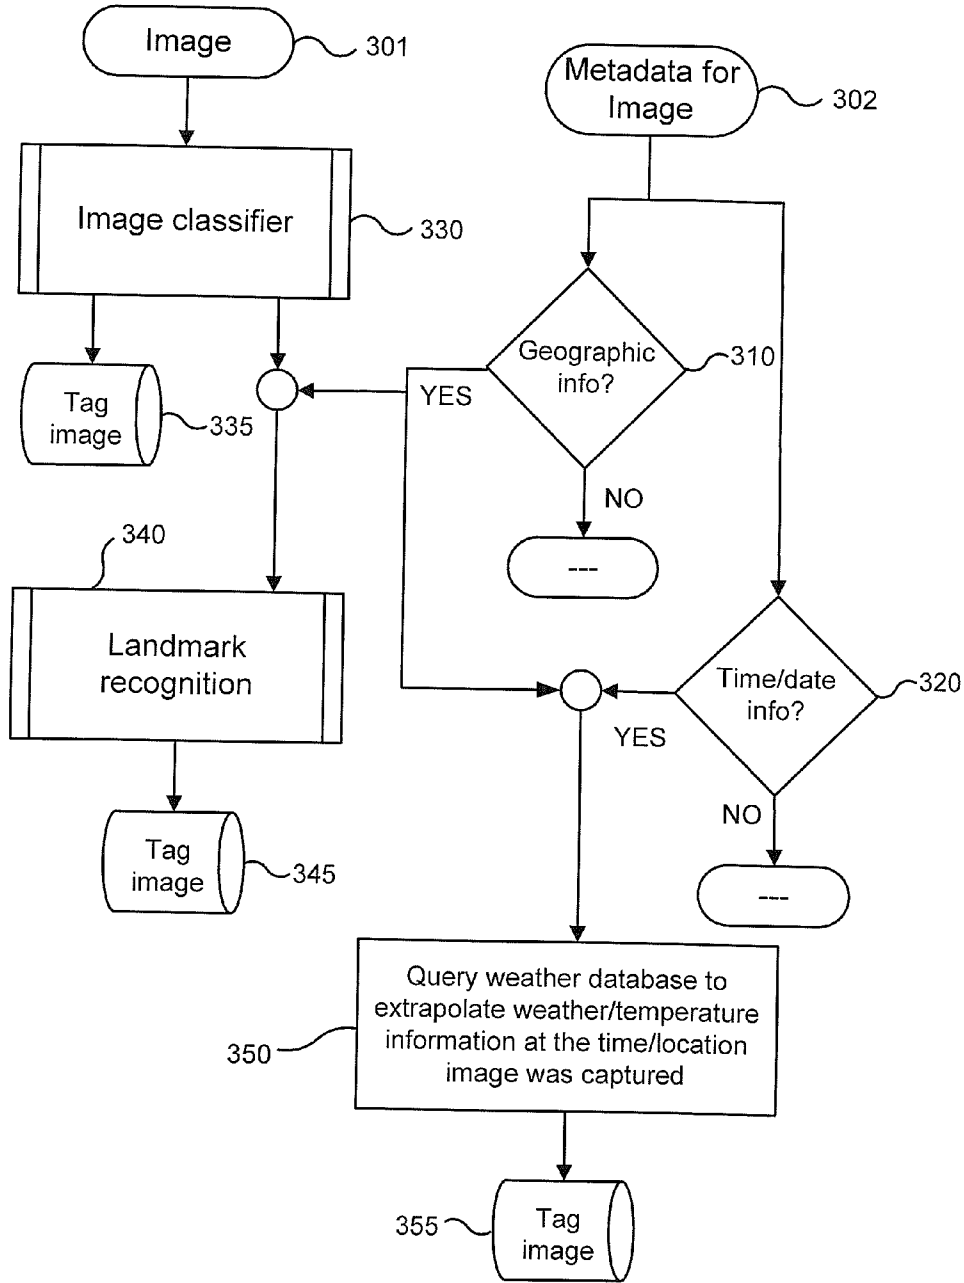 Image
301
Metadata for
Image
302
Image classifier
330
Geographic
info?
310
YES
Tag
image
335
NO
---
340
Landmark
recognition
Time/date
info?
320
YES
NO
Tag
image
345
---
Query weather database to
extrapolate weather/temperature
information at the time/location
image was captured
350
355
Tag
image